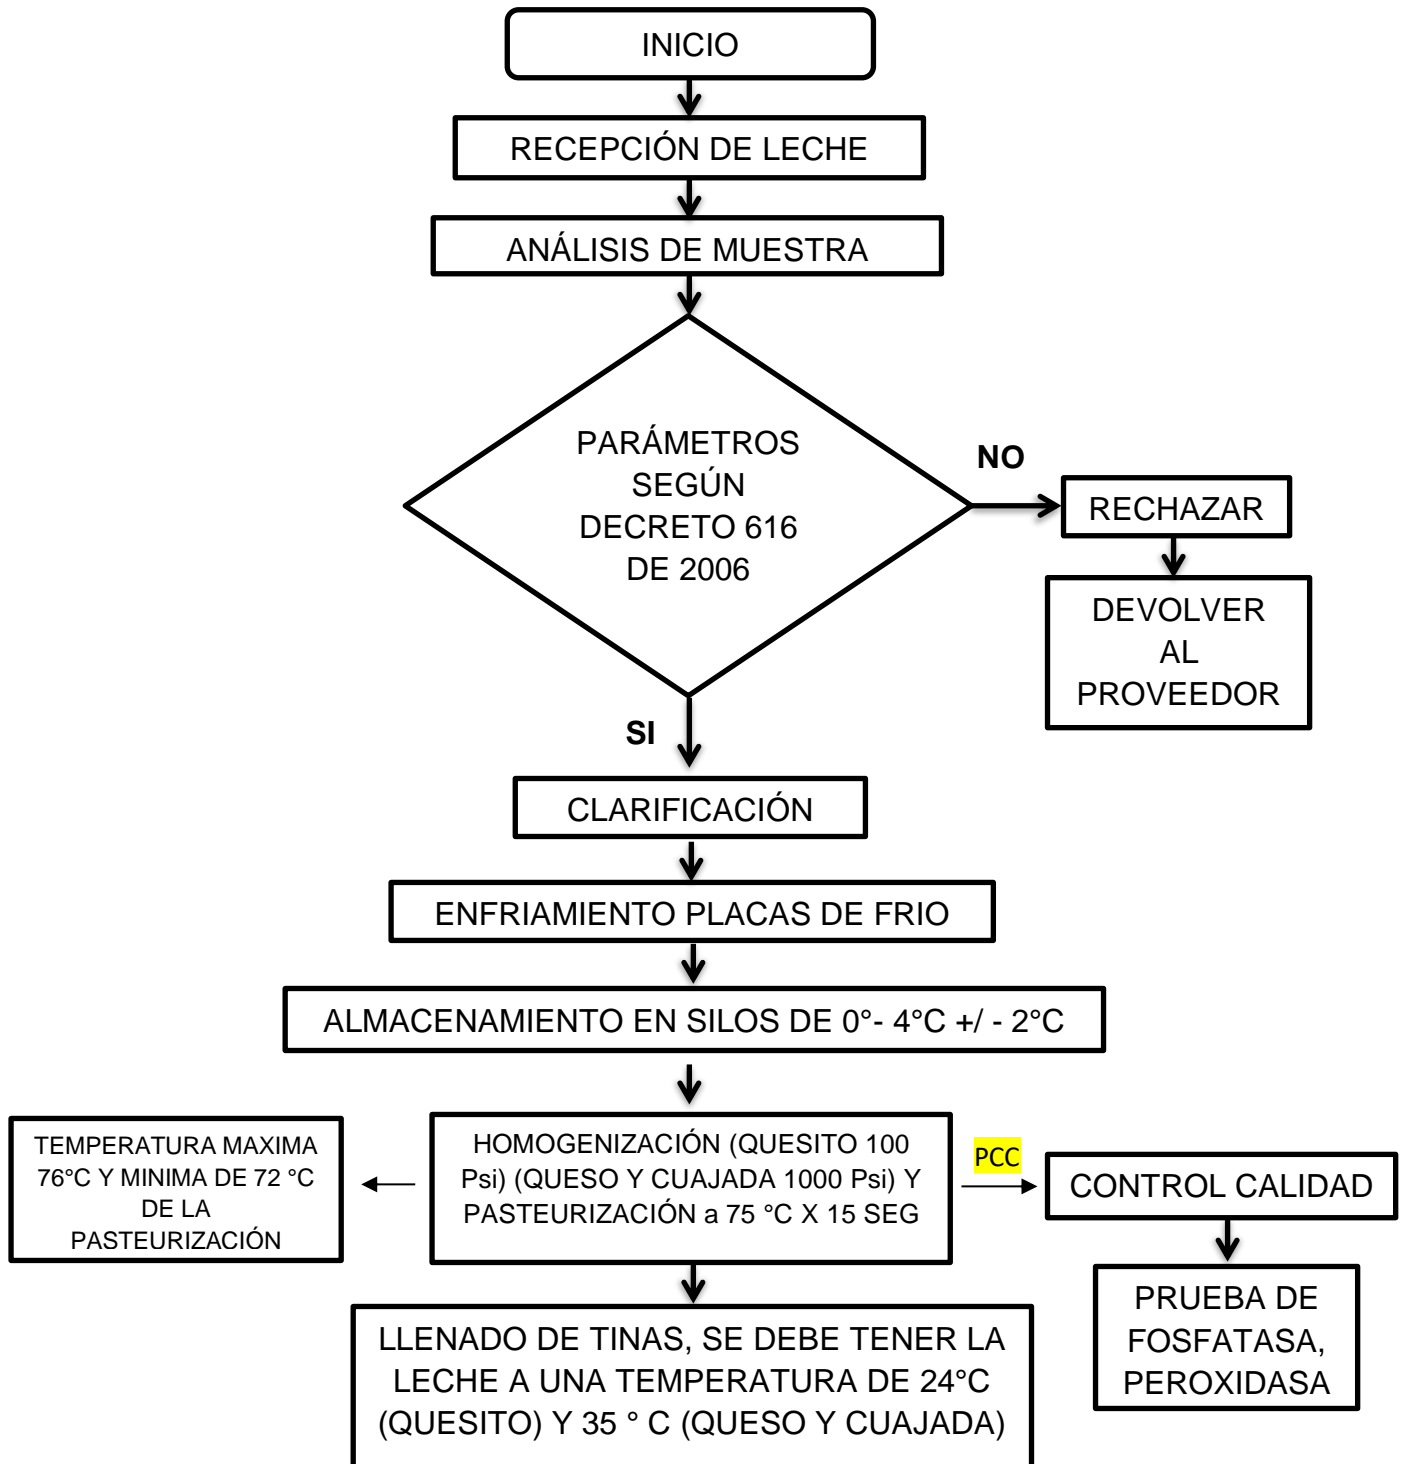 INICIO
RECEPCIÓN DE LECHE
ANÁLISIS DE MUESTRA
PARÁMETROS
SEGÚN
DECRETO 616
DE 2006
NO
RECHAZAR
DEVOLVER
AL
PROVEEDOR
SI
CLARIFICACIÓN
ENFRIAMIENTO PLACAS DE FRIO
ALMACENAMIENTO EN SILOS DE 0°- 4°C +/ - 2°C
TEMPERATURA MAXIMA
76°C Y MINIMA DE 72 °C
DE LA
PASTEURIZACIÓN
HOMOGENIZACIÓN (QUESITO 100
Psi) (QUESO Y CUAJADA 1000 Psi) Y
PASTEURIZACIÓN a 75 °C X 15 SEG
PCC
CONTROL CALIDAD
PRUEBA DE
FOSFATASA,
PEROXIDASA
LLENADO DE TINAS, SE DEBE TENER LA
LECHE A UNA TEMPERATURA DE 24°C
(QUESITO) Y 35 ° C (QUESO Y CUAJADA)